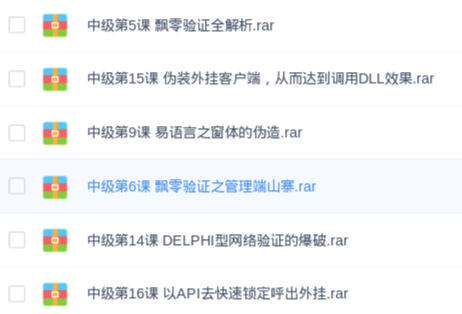 中级第5课 飘零验证全解析.rar
中级第15课 伪装外挂客户端，从而达到调用DLL效果.rar
中级第9课 易语言之窗体的伪造.rar
中级第6课 飘零验证之管理端山寨.rar
中级第14课 DELPHI型网络验证的爆破.rar
中级第16课 以API去快速锁定呼出外挂.rar